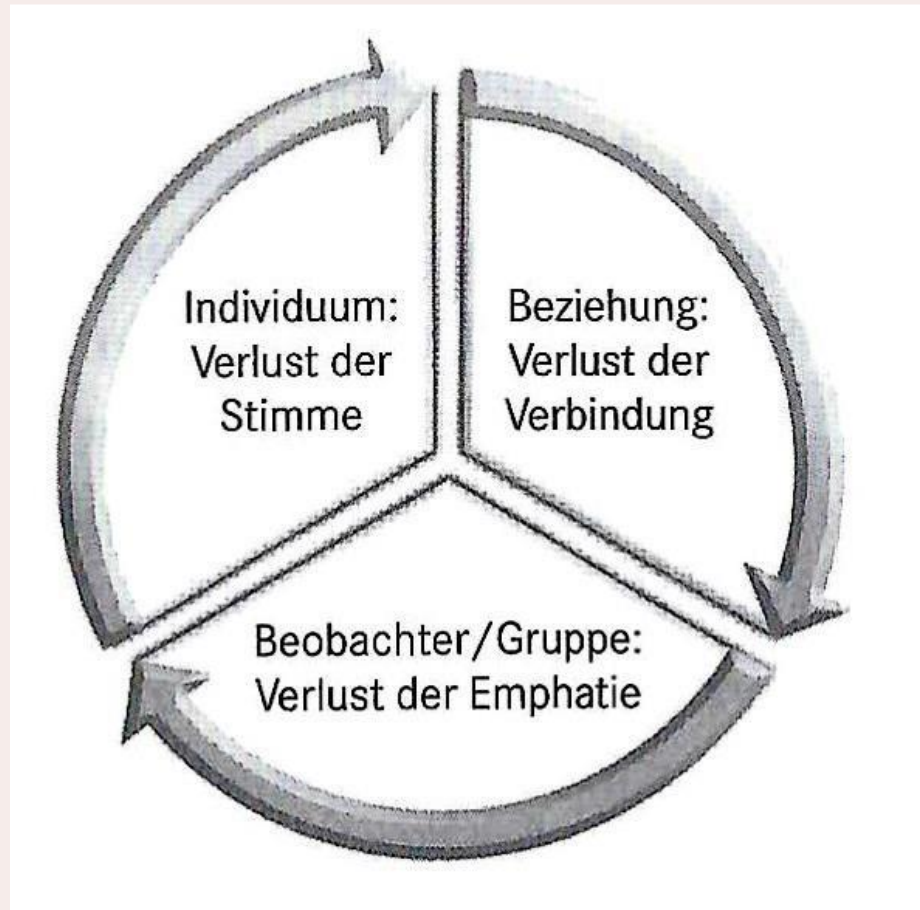 Individuum:
Verlust der
Stimme
Beziehung:
Verlust der
Verbindung
Beobachter/Gruppe:
Verlust der Emphatie